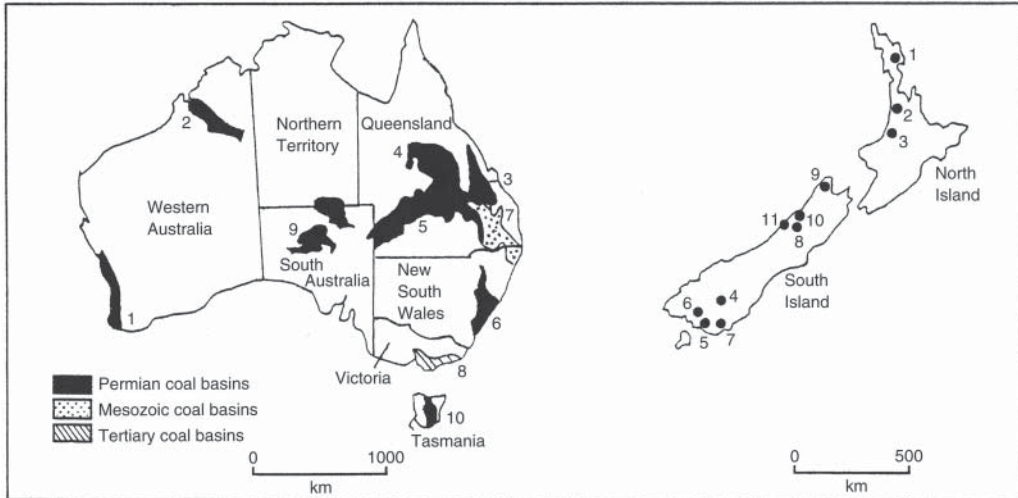 2
Northern
Territory
Queensland
4
3
7
Western
Australia
9
5
South
Australia
New
South
Wales
6
1
Victoria
8
10
Tasmania
Permian coal basins
Mesozoic coal basins
Tertiary coal basins
0 1000
km
1
2
3
North
Island
9
11
10
8
South
Island
4
6
5
7
0 500
km